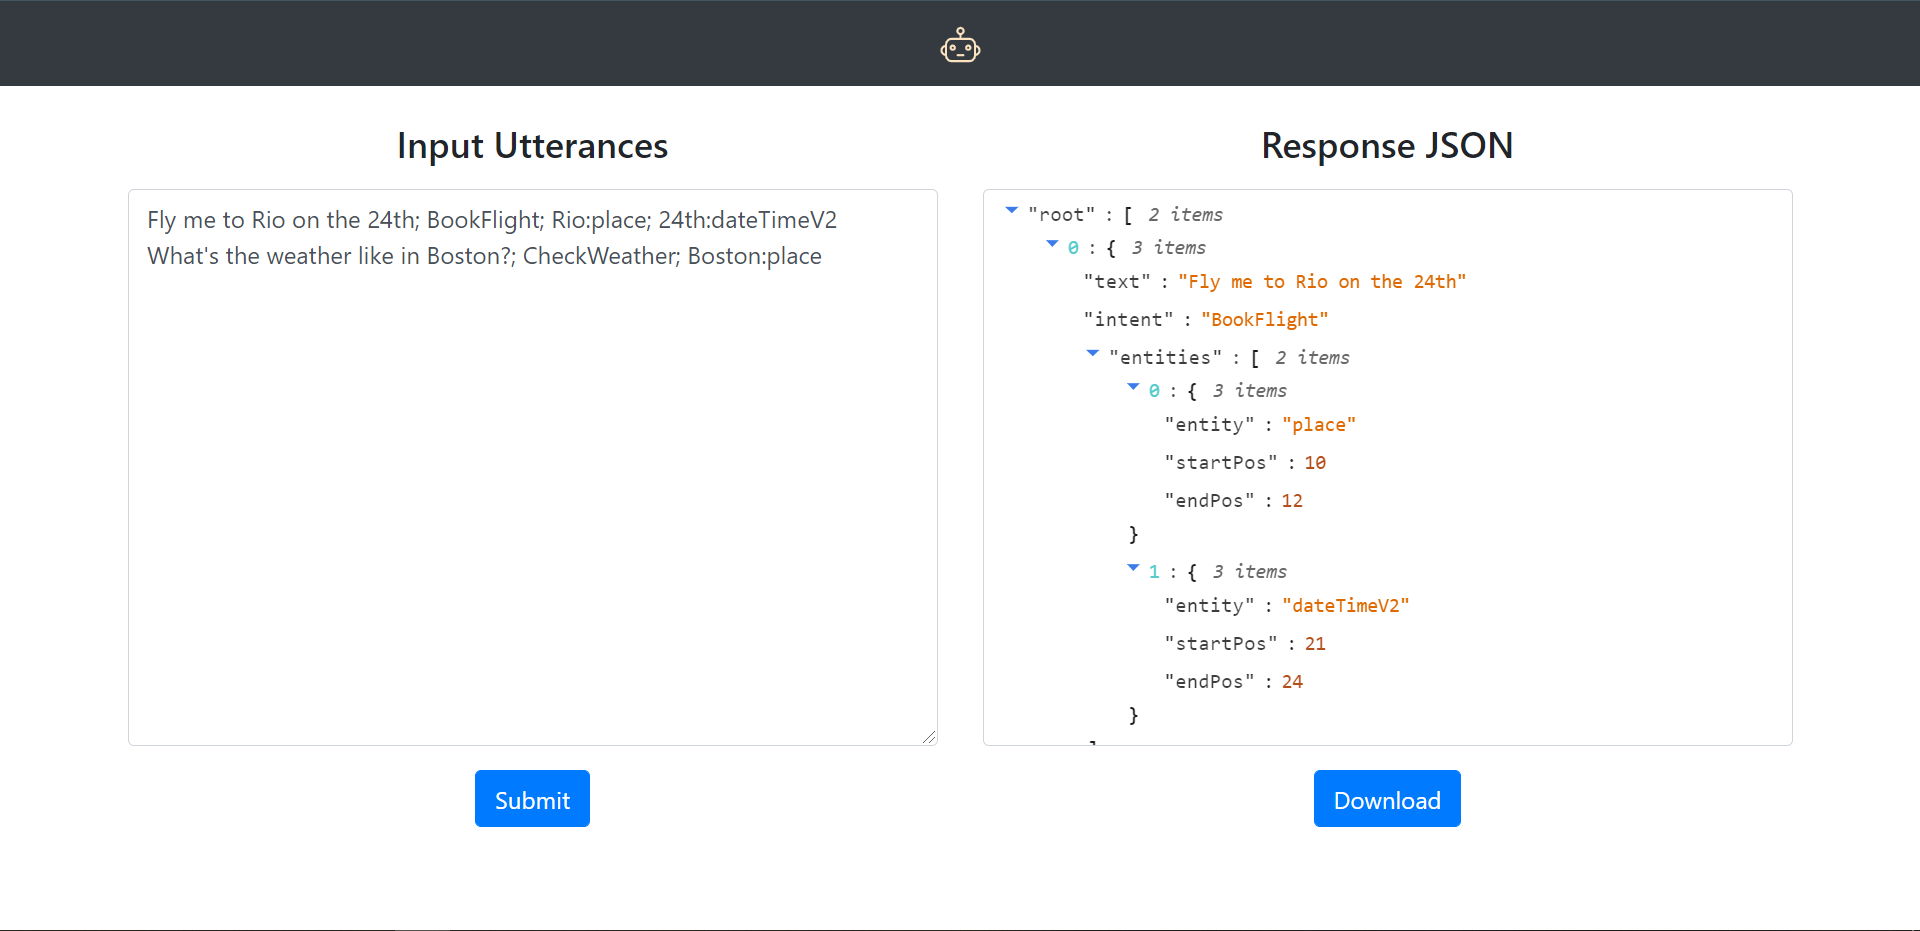 Input Utterances
Fly me to Rio on the 24th; BookFlight; Rio:place; 24th:dateTimeV2
What's the weather like in Boston?; CheckWeather; Boston:place
Submit
Response JSON
"root" : [ 2 items
0 : { 3 items
"text" : "Fly me to Rio on the 24th"
"intent" : "BookFlight"
"entities" : [ 2 items
0 : { 3 items
"entity" : "place"
"startPos" : 10
"endPos" : 12
}
1 : { 3 items
"entity" : "dateTimeV2"
"startPos" : 21
"endPos" : 24
}
Download